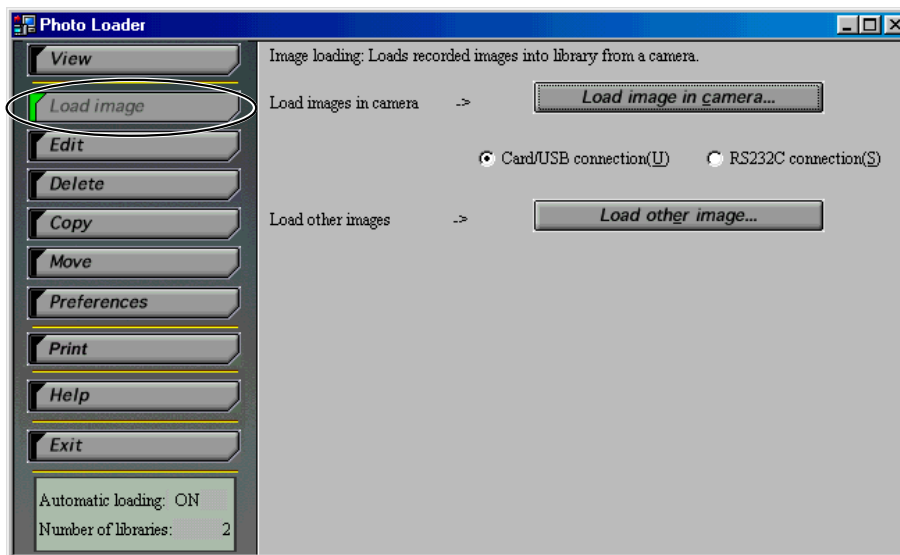 Photo Loader
View
Load image
Edit
Delete
Copy
Move
Preferences
Print
Help
Exit
Automatic loading: ON
Number of libraries: 2
Image loading: Loads recorded images into library from a camera.
Load images in camera -> Load image in camera...
Card/USB connection(U) RS232C connection(S)
Load other images -> Load other image...